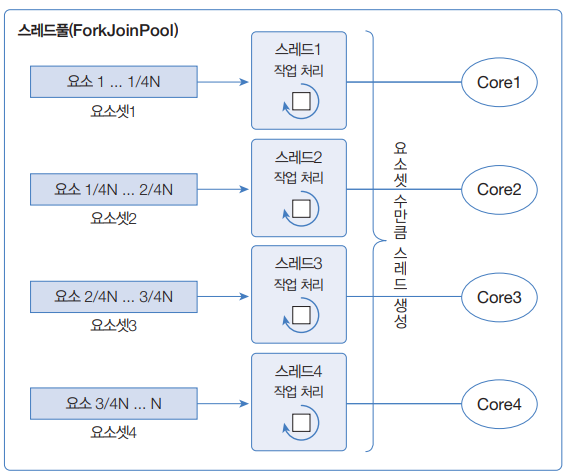 스레드풀(ForkJoinPool)
요소 1 ... 1/4N
요소셋1
스레드1
작업 처리
Core1
요소 1/4N ... 2/4N
요소셋2
스레드2
작업 처리
Core2
요소 2/4N ... 3/4N
요소셋3
스레드3
작업 처리
Core3
요소 3/4N ... N
요소셋4
스레드4
작업 처리
Core4
요소셋 수만큼 스레드 생성